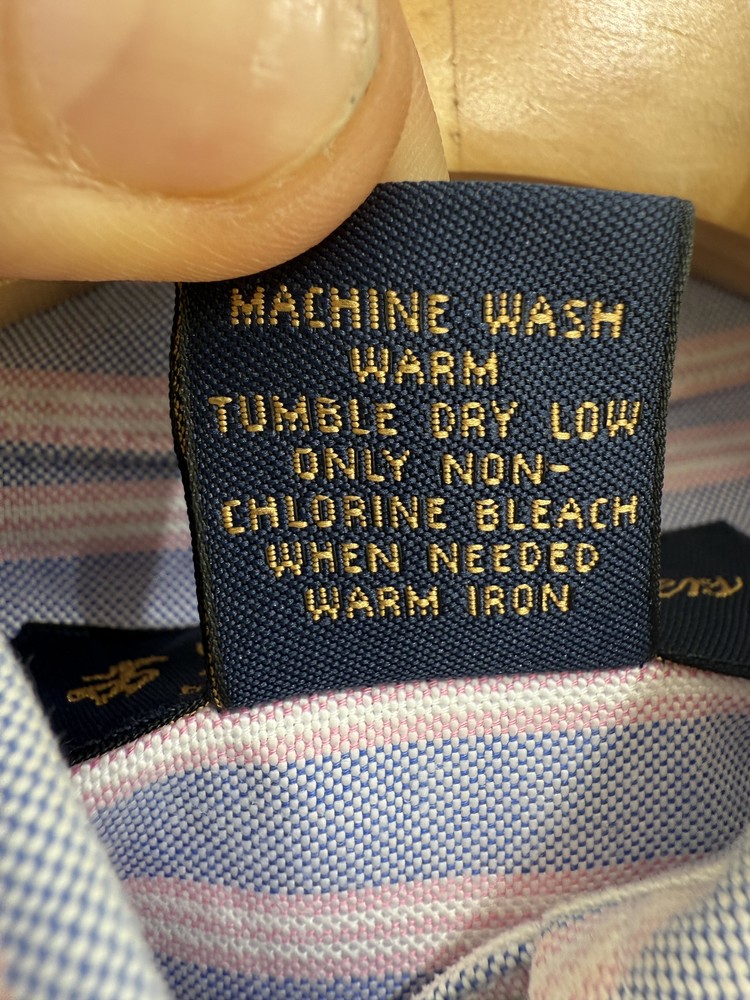 MACHINE WASH
WARM
TUMBLE DRY LOW
ONLY NON-
CHLORINE BLEACH
WHEN NEEDED
WARM IRON